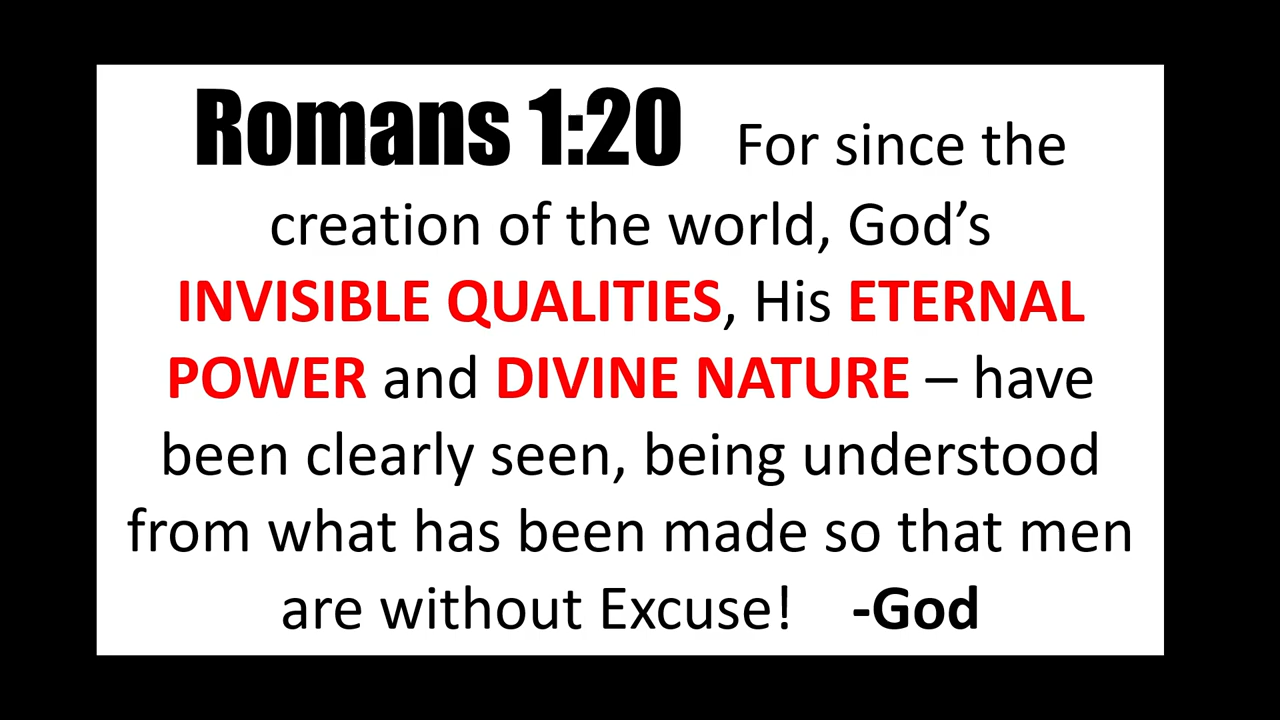 Romans 1:20 For since the
creation of the world, God’s
INVISIBLE QUALITIES, His ETERNAL
POWER and DIVINE NATURE – have
been clearly seen, being understood
from what has been made so that men
are without Excuse! -God